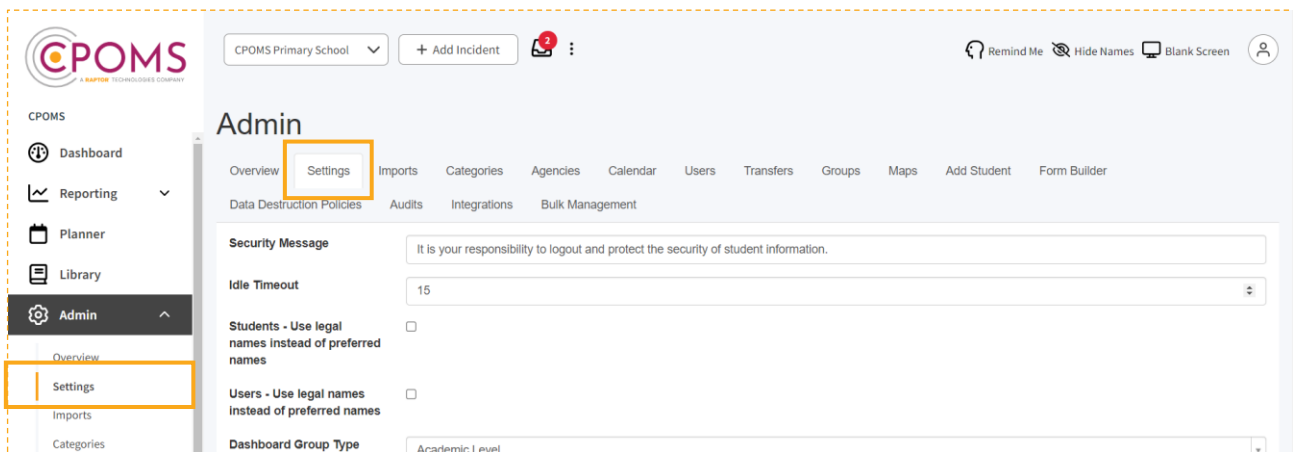 CPOMS
A RAPTOR TECHNOLOGIES COMPANY
CPOMS Primary School
+ Add Incident
2
Remind Me
Hide Names
Blank Screen
CPOMS
Dashboard
Reporting
Planner
Library
Admin
Overview
Settings
Imports
Categories
Admin
Overview Settings Imports Categories Agencies Calendar Users Transfers Groups Maps Add Student Form Builder
Data Destruction Policies Audits Integrations Bulk Management
Security Message
It is your responsibility to logout and protect the security of student information.
Idle Timeout
15
Students - Use legal
names instead of preferred
names
Users - Use legal names
instead of preferred names
Dashboard Group Type
Academic Level